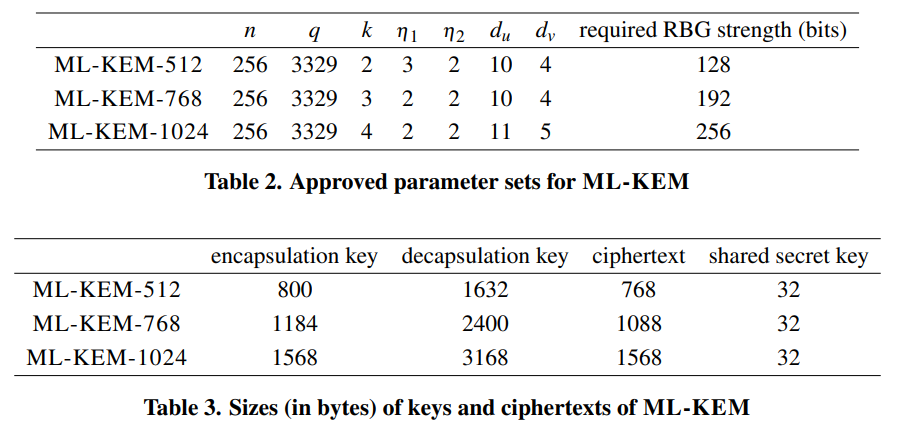 n q k η1 η2 du dv required RBG strength (bits)
ML-KEM-512 256 3329 2 3 2 10 4 128
ML-KEM-768 256 3329 3 2 2 10 4 192
ML-KEM-1024 256 3329 4 2 2 11 5 256
Table 2. Approved parameter sets for ML-KEM
encapsulation key decapsulation key ciphertext shared secret key
ML-KEM-512 800 1632 768 32
ML-KEM-768 1184 2400 1088 32
ML-KEM-1024 1568 3168 1568 32
Table 3. Sizes (in bytes) of keys and ciphertexts of ML-KEM